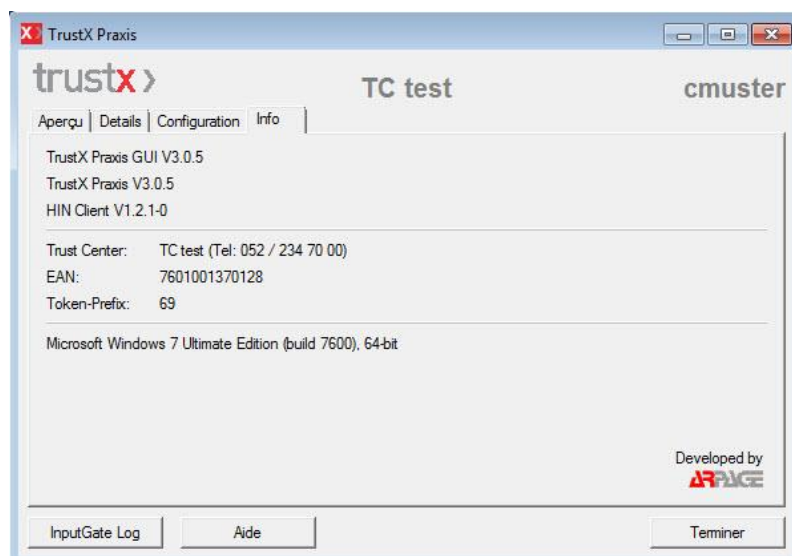 TrustX Praxis
trustx
TC test
cmuster
Aperçu Details Configuration Info
TrustX Praxis GUI V3.0.5
TrustX Praxis V3.0.5
HIN Client V1.2.1-0
Trust Center: TC test (Tel: 052 / 234 70 00)
EAN: 7601001370128
Token-Prefix: 69
Microsoft Windows 7 Ultimate Edition (build 7600), 64-bit
Developed by
ARPAGE
InputGate Log Aide Terminer